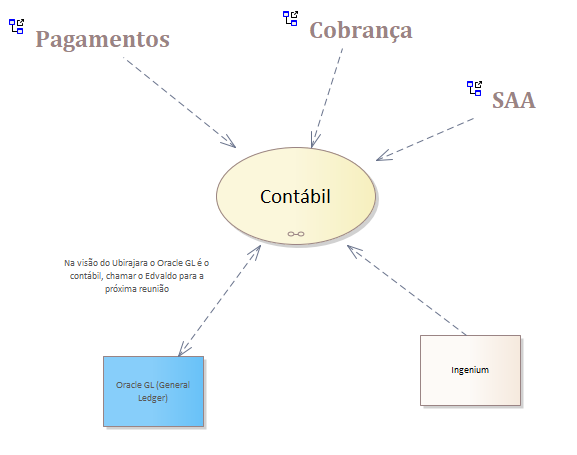 Pagamentos
Cobrança
SAA
Contábil
Na visão do Ubirajara o Oracle GL é o
contábil, chamar o Edvaldo para a
próxima reunião
Oracle GL (General
Ledger)
Ingenium